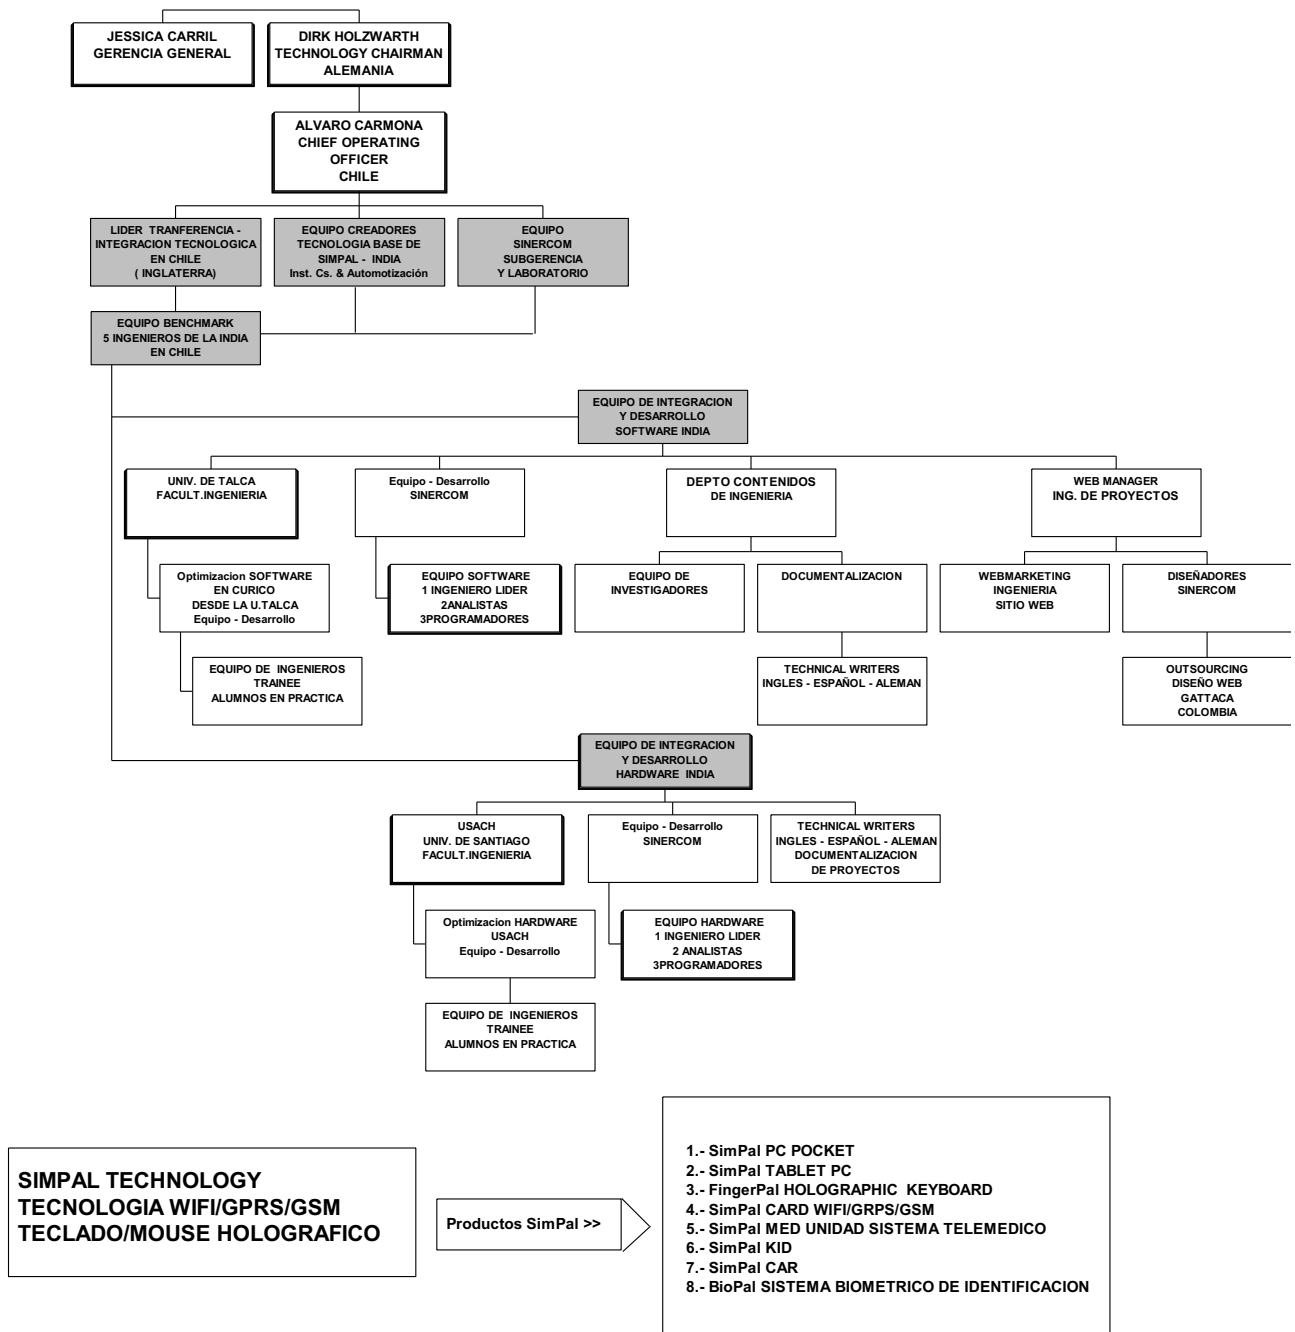 JESSICA CARRIL
GERENCIA GENERAL
DIRK HOLZWARTH
TECHNOLOGY CHAIRMAN
ALEMANIA
ALVARO CARMONA
CHIEF OPERATING
OFFICER
CHILE
LIDER TRANFERENCIA -
INTEGRACION TECNOLOGICA
EN CHILE
( INGLATERRA)
EQUIPO CREADORES
TECNOLOGIA BASE DE
SIMPAL - INDIA
Inst. Cs. & Automotización
EQUIPO
SINERCOM
SUBGERENCIA
Y LABORATORIO
EQUIPO BENCHMARK
5 INGENIEROS DE LA INDIA
EN CHILE
EQUIPO DE INTEGRACION
Y DESARROLLO
SOFTWARE INDIA
UNIV. DE TALCA
FACULT.INGENIERIA
Equipo - Desarrollo
SINERCOM
DEPTO CONTENIDOS
DE INGENIERIA
WEB MANAGER
ING. DE PROYECTOS
Optimizacion SOFTWARE
EN CURICO
DESDE LA U.TALCA
Equipo - Desarrollo
EQUIPO SOFTWARE
1 INGENIERO LIDER
2ANALISTAS
3PROGRAMADORES
EQUIPO DE
INVESTIGADORES
DOCUMENTALIZACION
WEBMARKETING
INGENIERIA
SITIO WEB
DISEÑADORES
SINERCOM
EQUIPO DE INGENIEROS
TRAINEE
ALUMNOS EN PRACTICA
TECHNICAL WRITERS
INGLES - ESPAÑOL - ALEMAN
OUTSOURCING
DISEÑO WEB
GATTACA
COLOMBIA
EQUIPO DE INTEGRACION
Y DESARROLLO
HARDWARE INDIA
USACH
UNIV. DE SANTIAGO
FACULT.INGENIERIA
Equipo - Desarrollo
SINERCOM
TECHNICAL WRITERS
INGLES - ESPAÑOL - ALEMAN
DOCUMENTALIZACION
DE PROYECTOS
Optimizacion HARDWARE
USACH
Equipo - Desarrollo
EQUIPO HARDWARE
1 INGENIERO LIDER
2 ANALISTAS
3PROGRAMADORES
EQUIPO DE INGENIEROS
TRAINEE
ALUMNOS EN PRACTICA
SIMPAL TECHNOLOGY
TECNOLOGIA WIFI/GPRS/GSM
TECLADO/MOUSE HOLOGRAFICO
Productos SimPal >>
1.- SimPal PC POCKET
2.- SimPal TABLET PC
3.- FingerPal HOLOGRAPHIC KEYBOARD
4.- SimPal CARD WIFI/GRPS/GSM
5.- SimPal MED UNIDAD SISTEMA TELEMEDICO
6.- SimPal KID
7.- SimPal CAR
8.- BioPal SISTEMA BIOMETRICO DE IDENTIFICACION